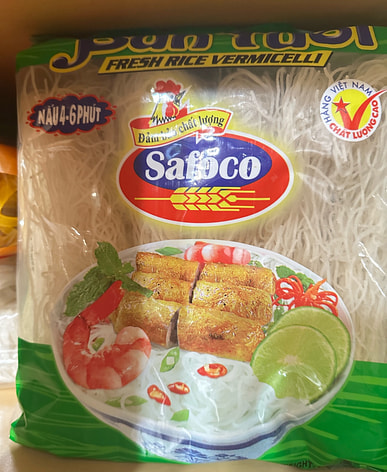 Bún Tươi
FRESH RICE VERMICELLI
NẤU 4-6 PHÚT
HÀNG VIỆT NAM
CHẤT LƯỢNG CAO
Đảm bảo chất lượng
Safoco